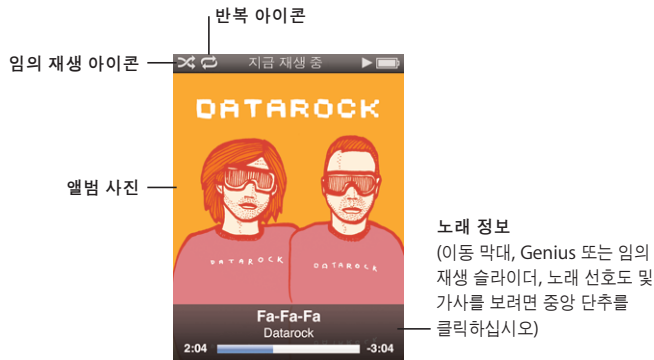 반복 아이콘
임의 재생 아이콘
지금 재생 중
DATAROCK
앨범 사진
DATAROCK
DATAROCK
노래 정보
(이동 막대, Genius 또는 임의
재생 슬라이더, 노래 선호도 및
가사를 보려면 중앙 단추를
클릭하십시오)
Fa-Fa-Fa
Datarock
2:04
-3:04